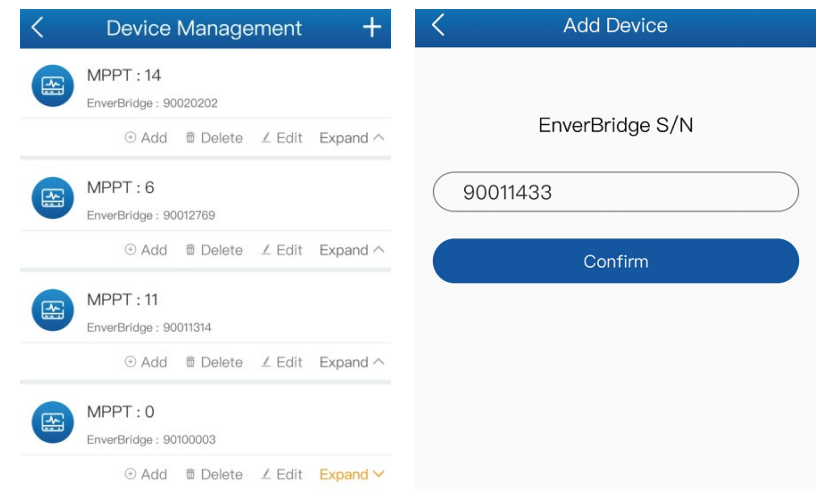 Device Management
MPPT : 14
EnverBridge : 90020202
Add Delete Edit Expand
MPPT : 6
EnverBridge : 90012769
Add Delete Edit Expand
MPPT : 11
EnverBridge : 90011314
Add Delete Edit Expand
MPPT : 0
EnverBridge : 90100003
Add Delete Edit Expand
Add Device
EnverBridge S/N
90011433
Confirm